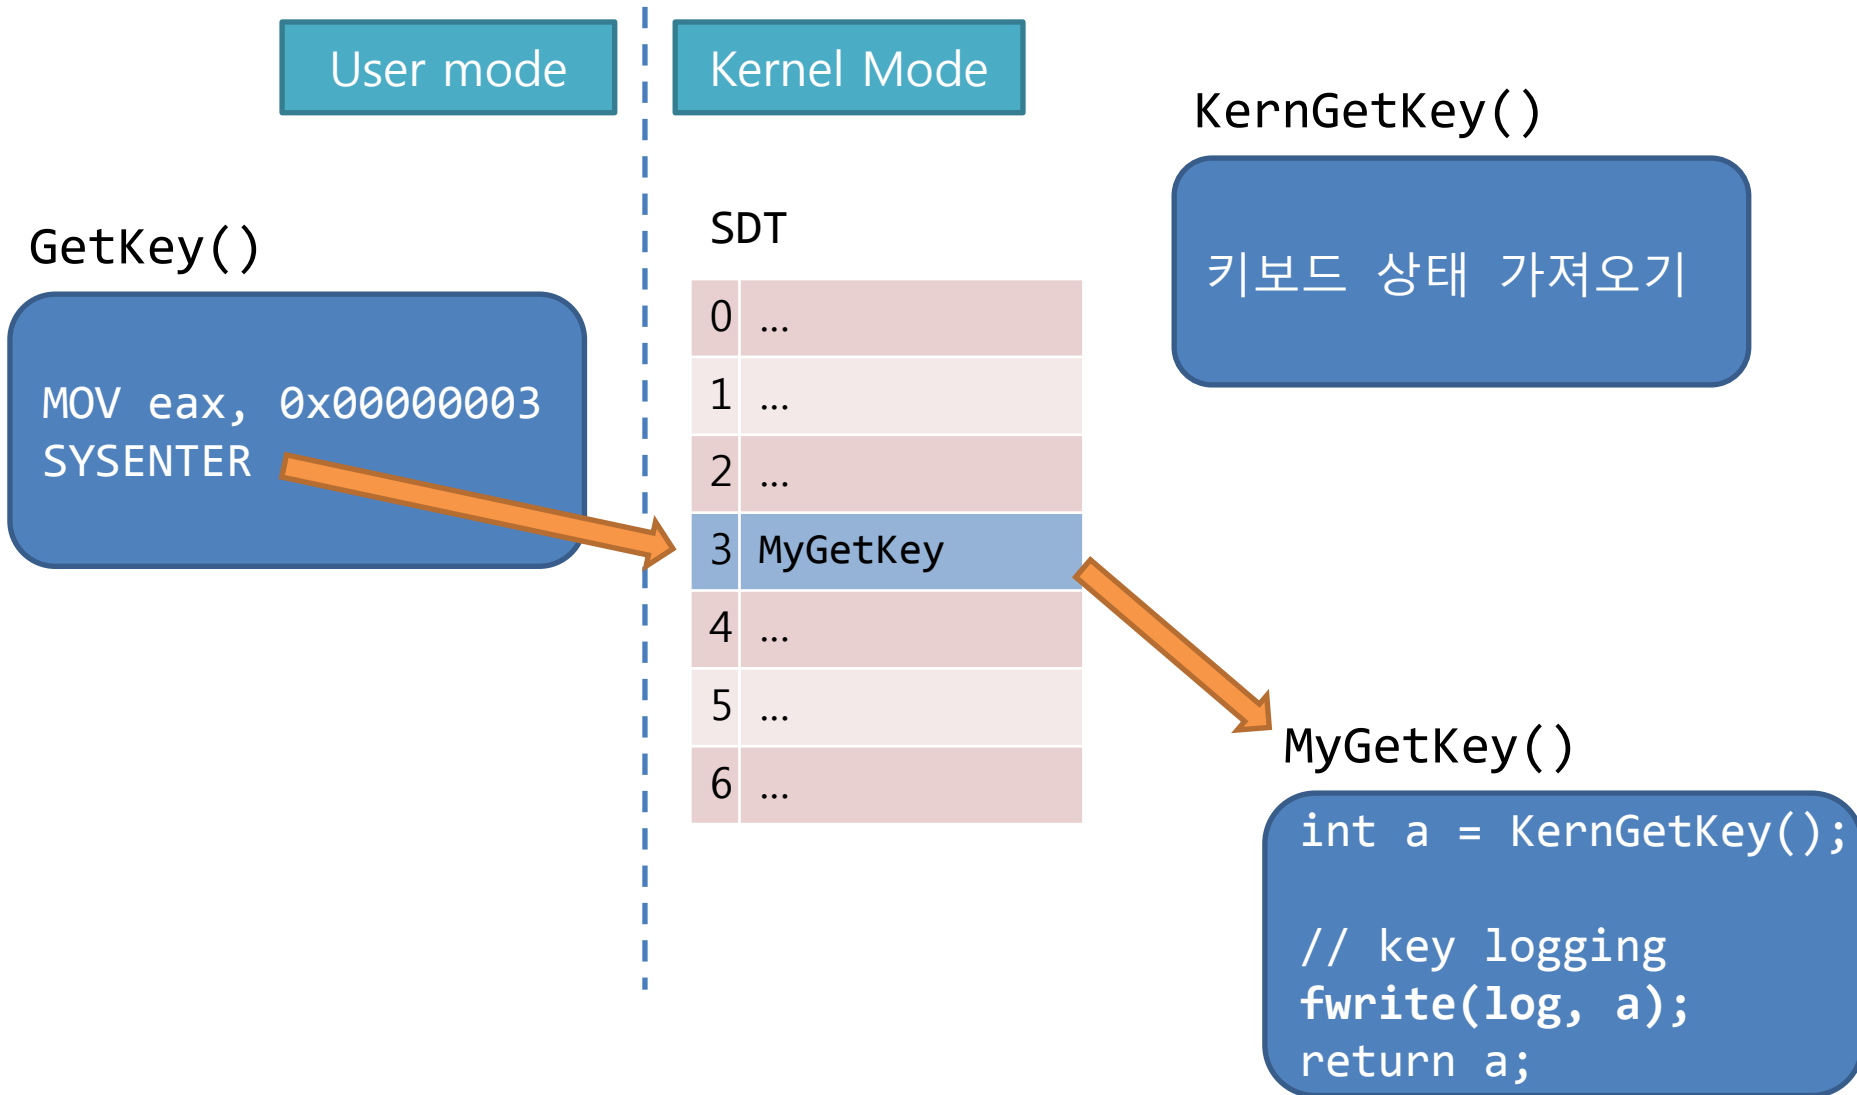 User mode
Kernel Mode
KernGetKey()
키보드 상태 가져오기
GetKey()
MOV eax, 0x00000003
SYSENTER
SDT
0 ...
1 ...
2 ...
3 MyGetKey
4 ...
5 ...
6 ...
MyGetKey()
int a = KernGetKey();
// key logging
fwrite(log, a);
return a;